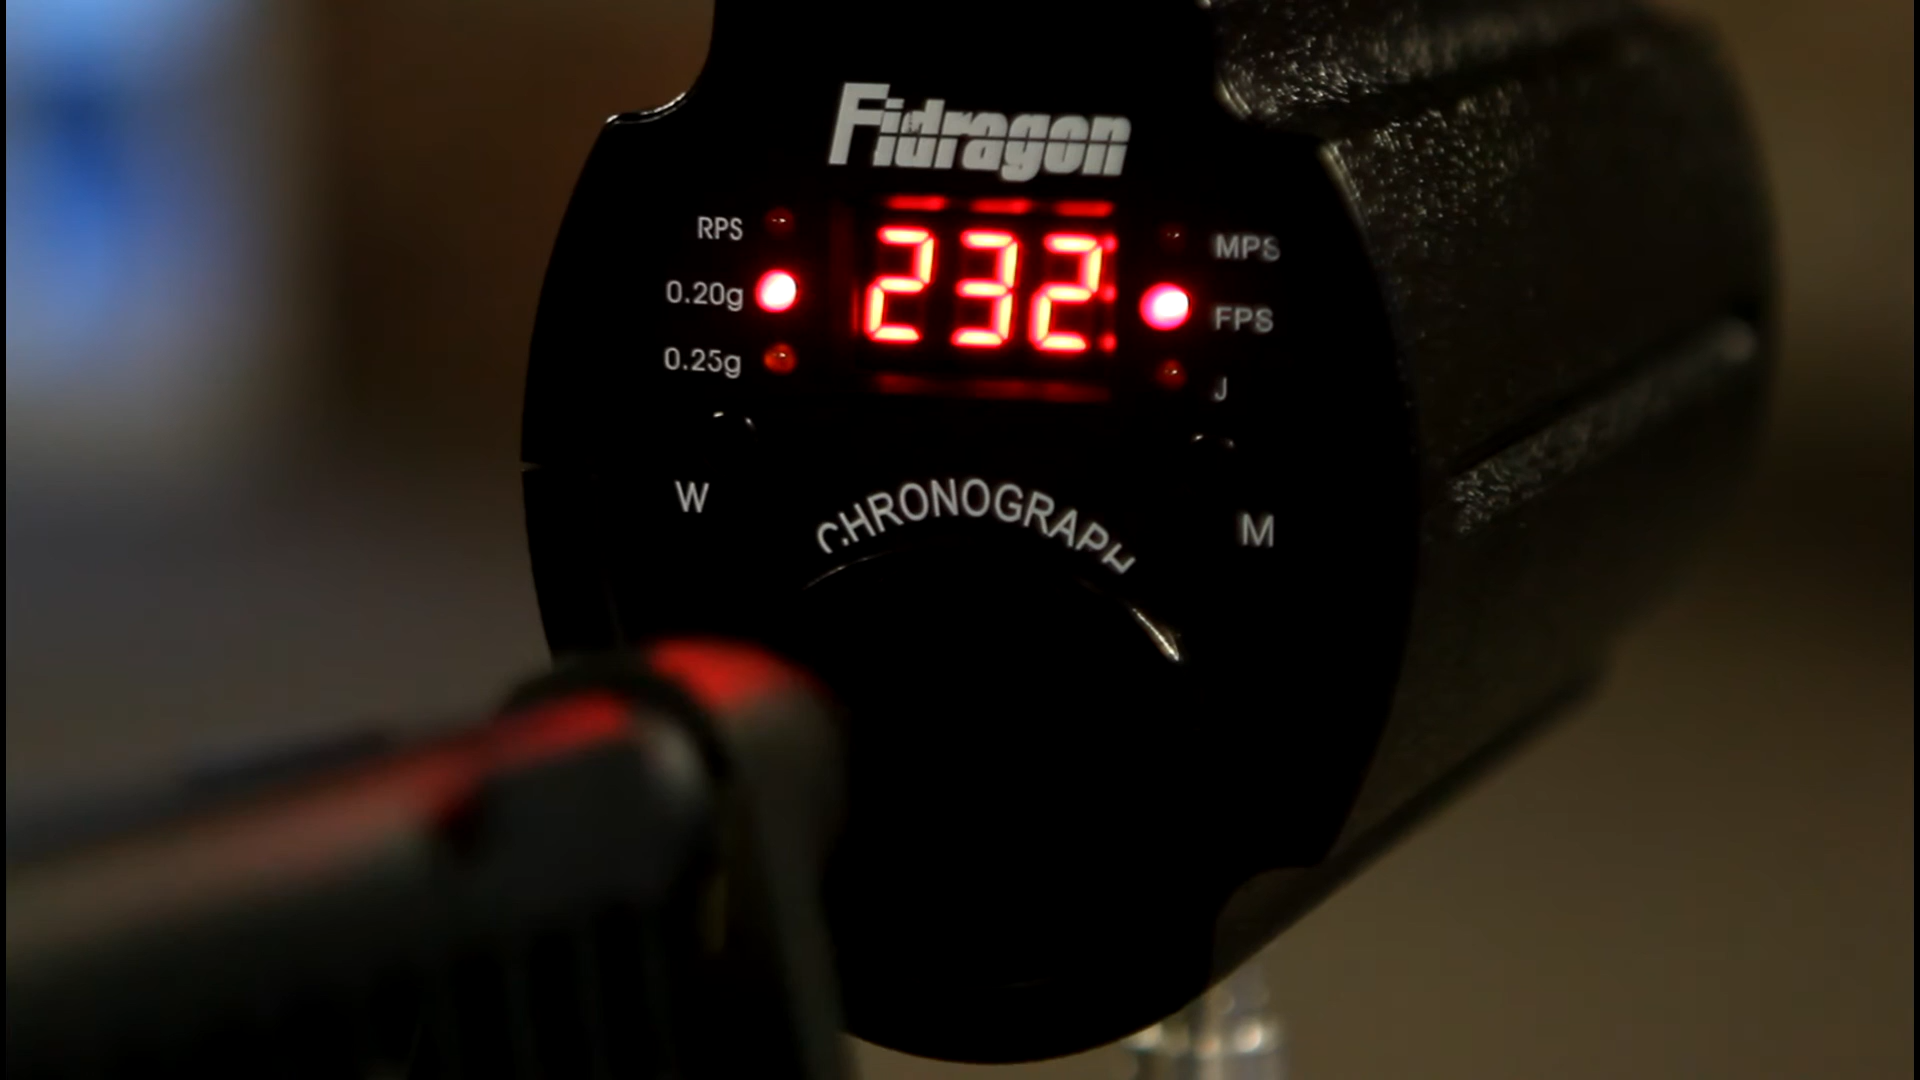 Fidragon
232
RPS
0.20g
0.25g
MPS
FPS
J
W
CHRONOGRAPH
M